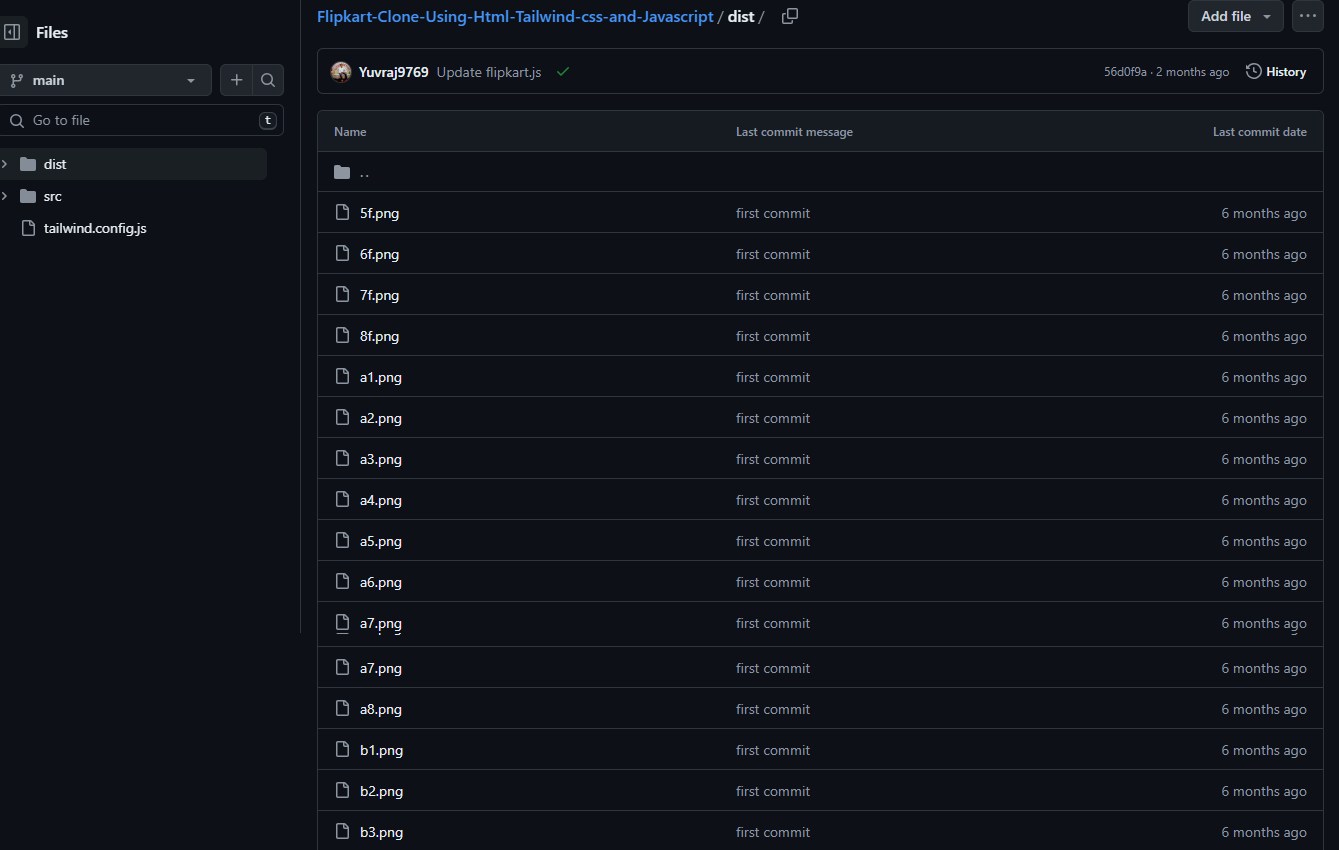 Flipkart-Clone-Using-Html-Tailwind-css-and-Javascript / dist /
Add file
Files
main
Go to file
t
dist
src
tailwind.config.js
Yuvraj9769 Update flipkart.js
56d0f9a · 2 months ago
History
Name Last commit message Last commit date
..
5f.png first commit 6 months ago
6f.png first commit 6 months ago
7f.png first commit 6 months ago
8f.png first commit 6 months ago
a1.png first commit 6 months ago
a2.png first commit 6 months ago
a3.png first commit 6 months ago
a4.png first commit 6 months ago
a5.png first commit 6 months ago
a6.png first commit 6 months ago
a7.png first commit 6 months ago
a7.png first commit 6 months ago
a8.png first commit 6 months ago
b1.png first commit 6 months ago
b2.png first commit 6 months ago
b3.png first commit 6 months ago